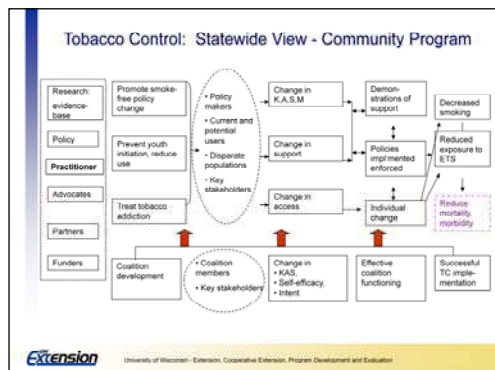 Tobacco Control: Statewide View - Community Program
Research:
evidence-
base
Policy
Practitioner
Advocates
Partners
Funders
Promote smoke-
free policy
change
Prevent youth
initiation, reduce
use
Treat tobacco
addiction
• Policy
makers
• Current and
potential
users
• Disparate
populations
• Key
stakeholders
Change in
K,A,S,M
Change in
support
Change in
access
Demon-
strations of
support
Policies
implmented
enforced
Individual
change
Decreased
smoking
Reduced
exposure to
ETS
Reduce
mortality,
morbidity
Coalition
development
• Coalition
members
• Key stakeholders
Change in
• KAS,
• Self-efficacy,
• Intent
Effective
coalition
functioning
Successful
TC imple-
mentation
Extension
University of Wisconsin - Extension, Cooperative Extension, Program Development and Evaluation